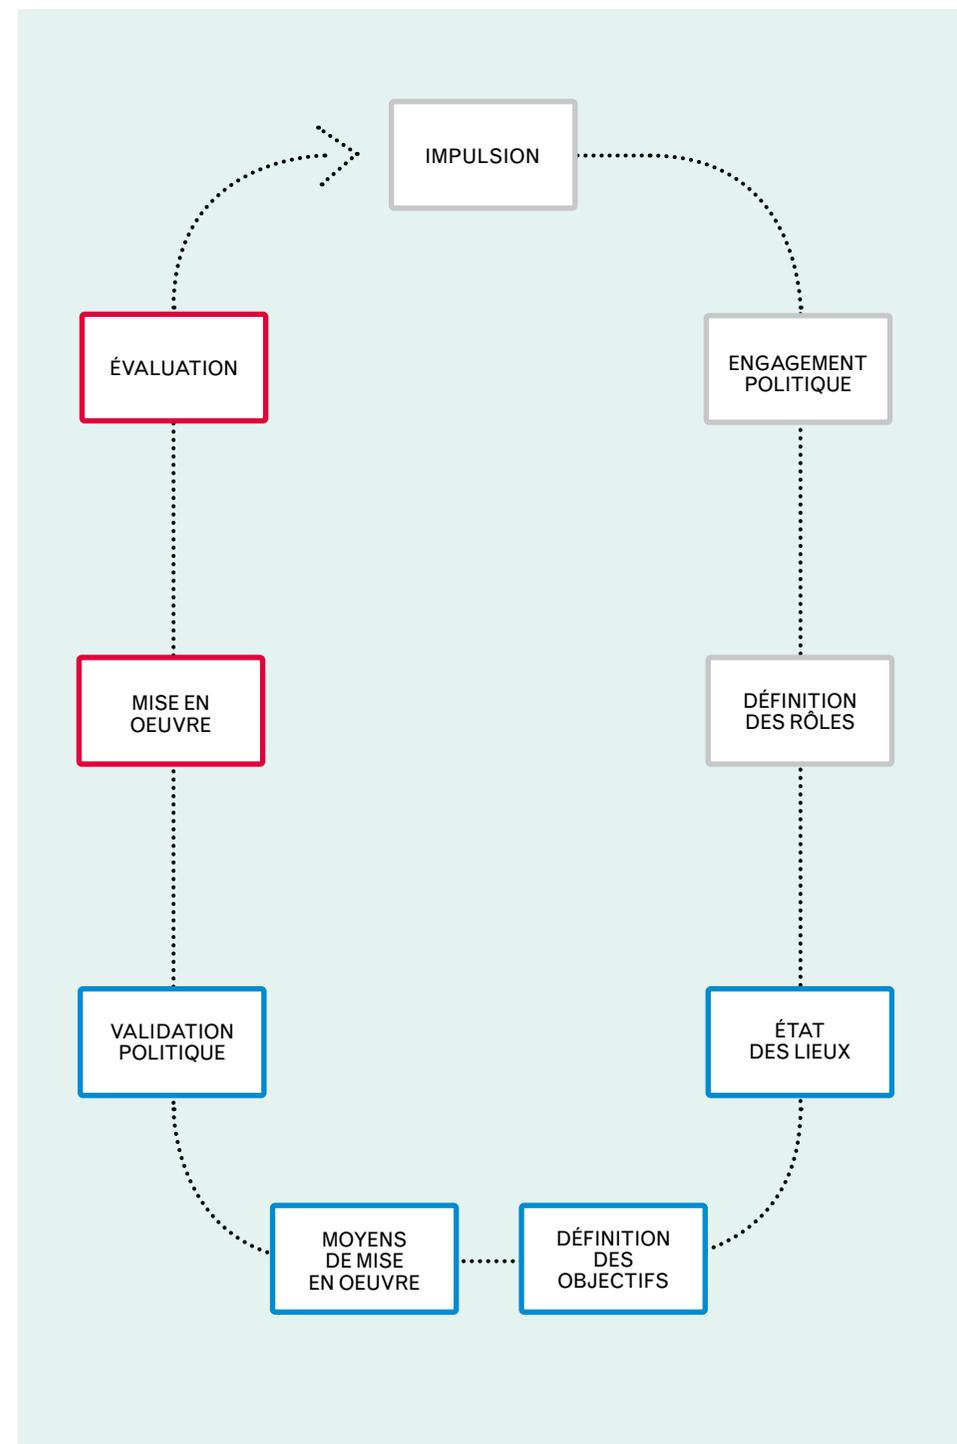 IMPULSION
ENGAGEMENT
POLITIQUE
DÉFINITION
DES RÔLES
ÉTAT
DES LIEUX
DÉFINITION
DES
OBJECTIFS
MOYENS
DE MISE
EN OEUVRE
VALIDATION
POLITIQUE
MISE EN
OEUVRE
ÉVALUATION